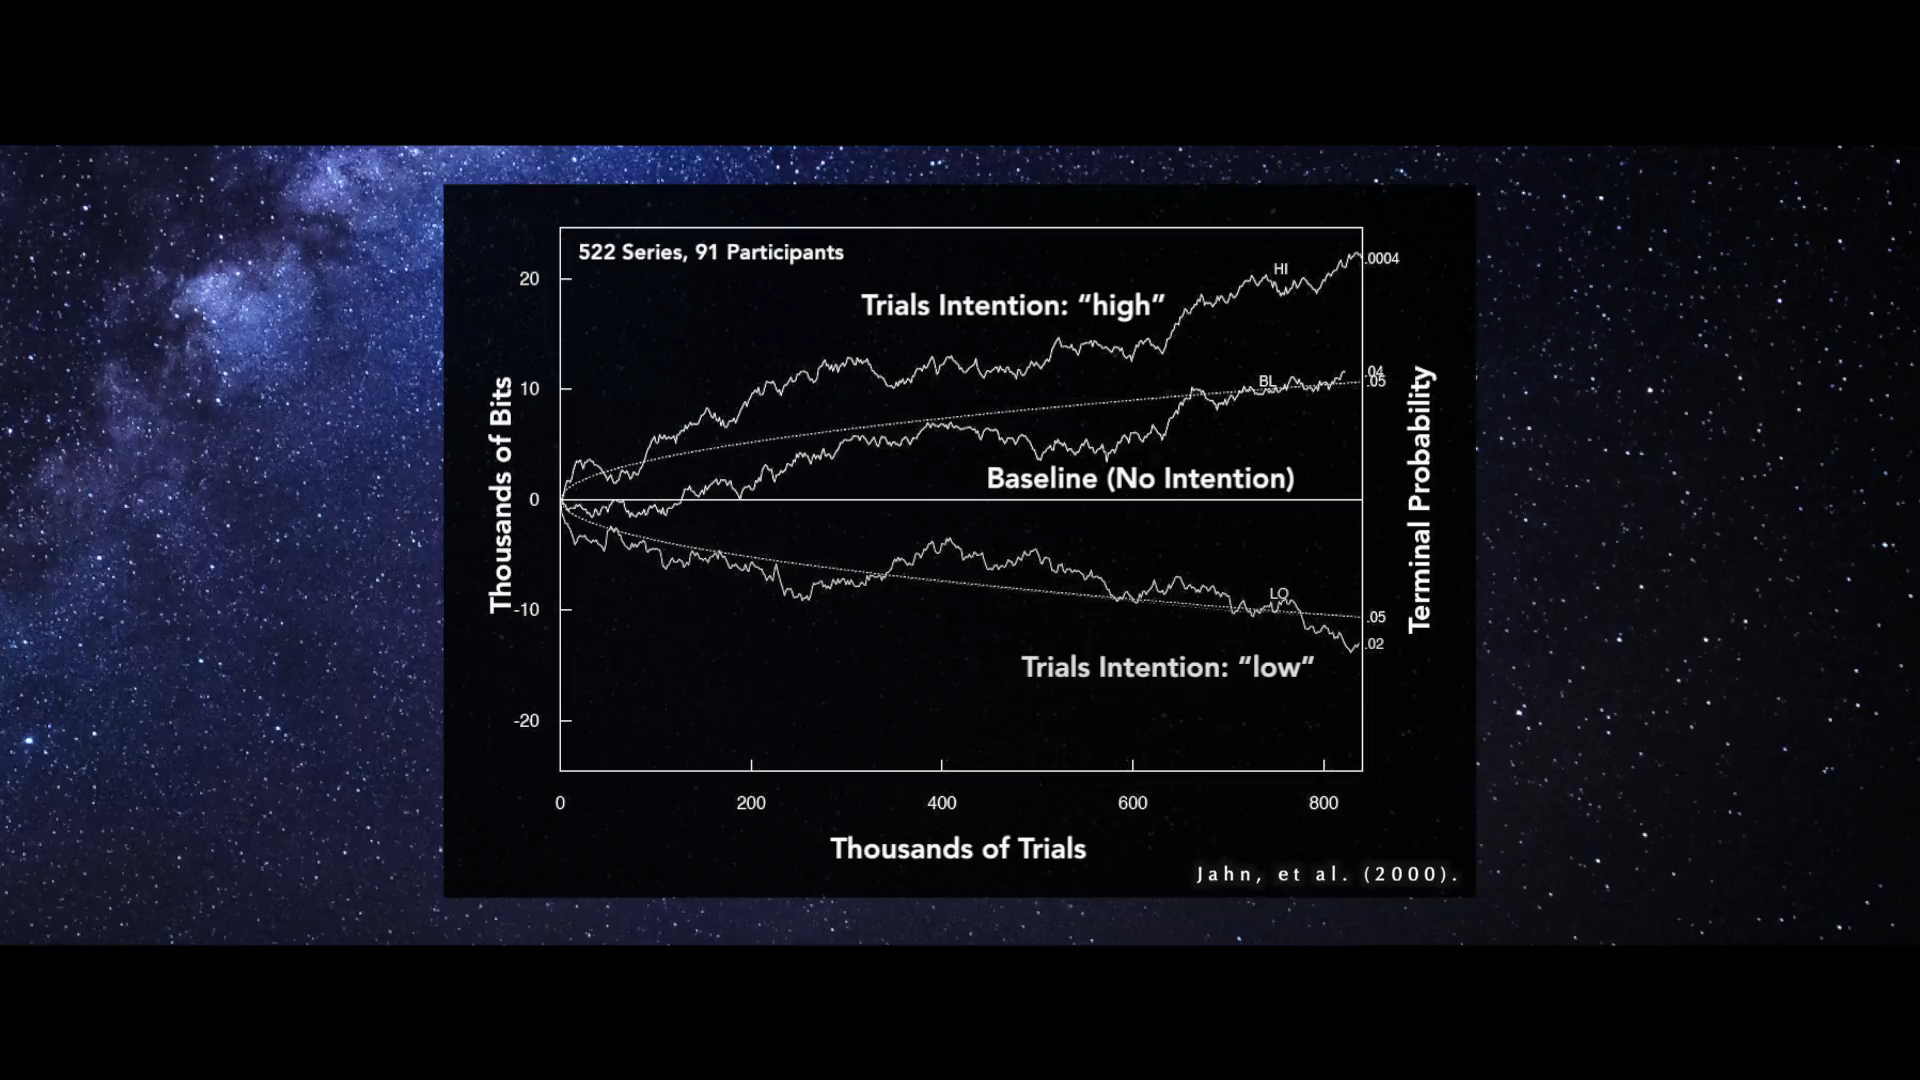 522 Series, 91 Participants
20
10
0
-10
-20
Thousands of Bits
Trials Intention: “high”
HI
.0004
BL
.04
.05
Baseline (No Intention)
LO
.05
.02
Trials Intention: “low”
Terminal Probability
0 200 400 600 800
Thousands of Trials
Jahn, et al. (2000).